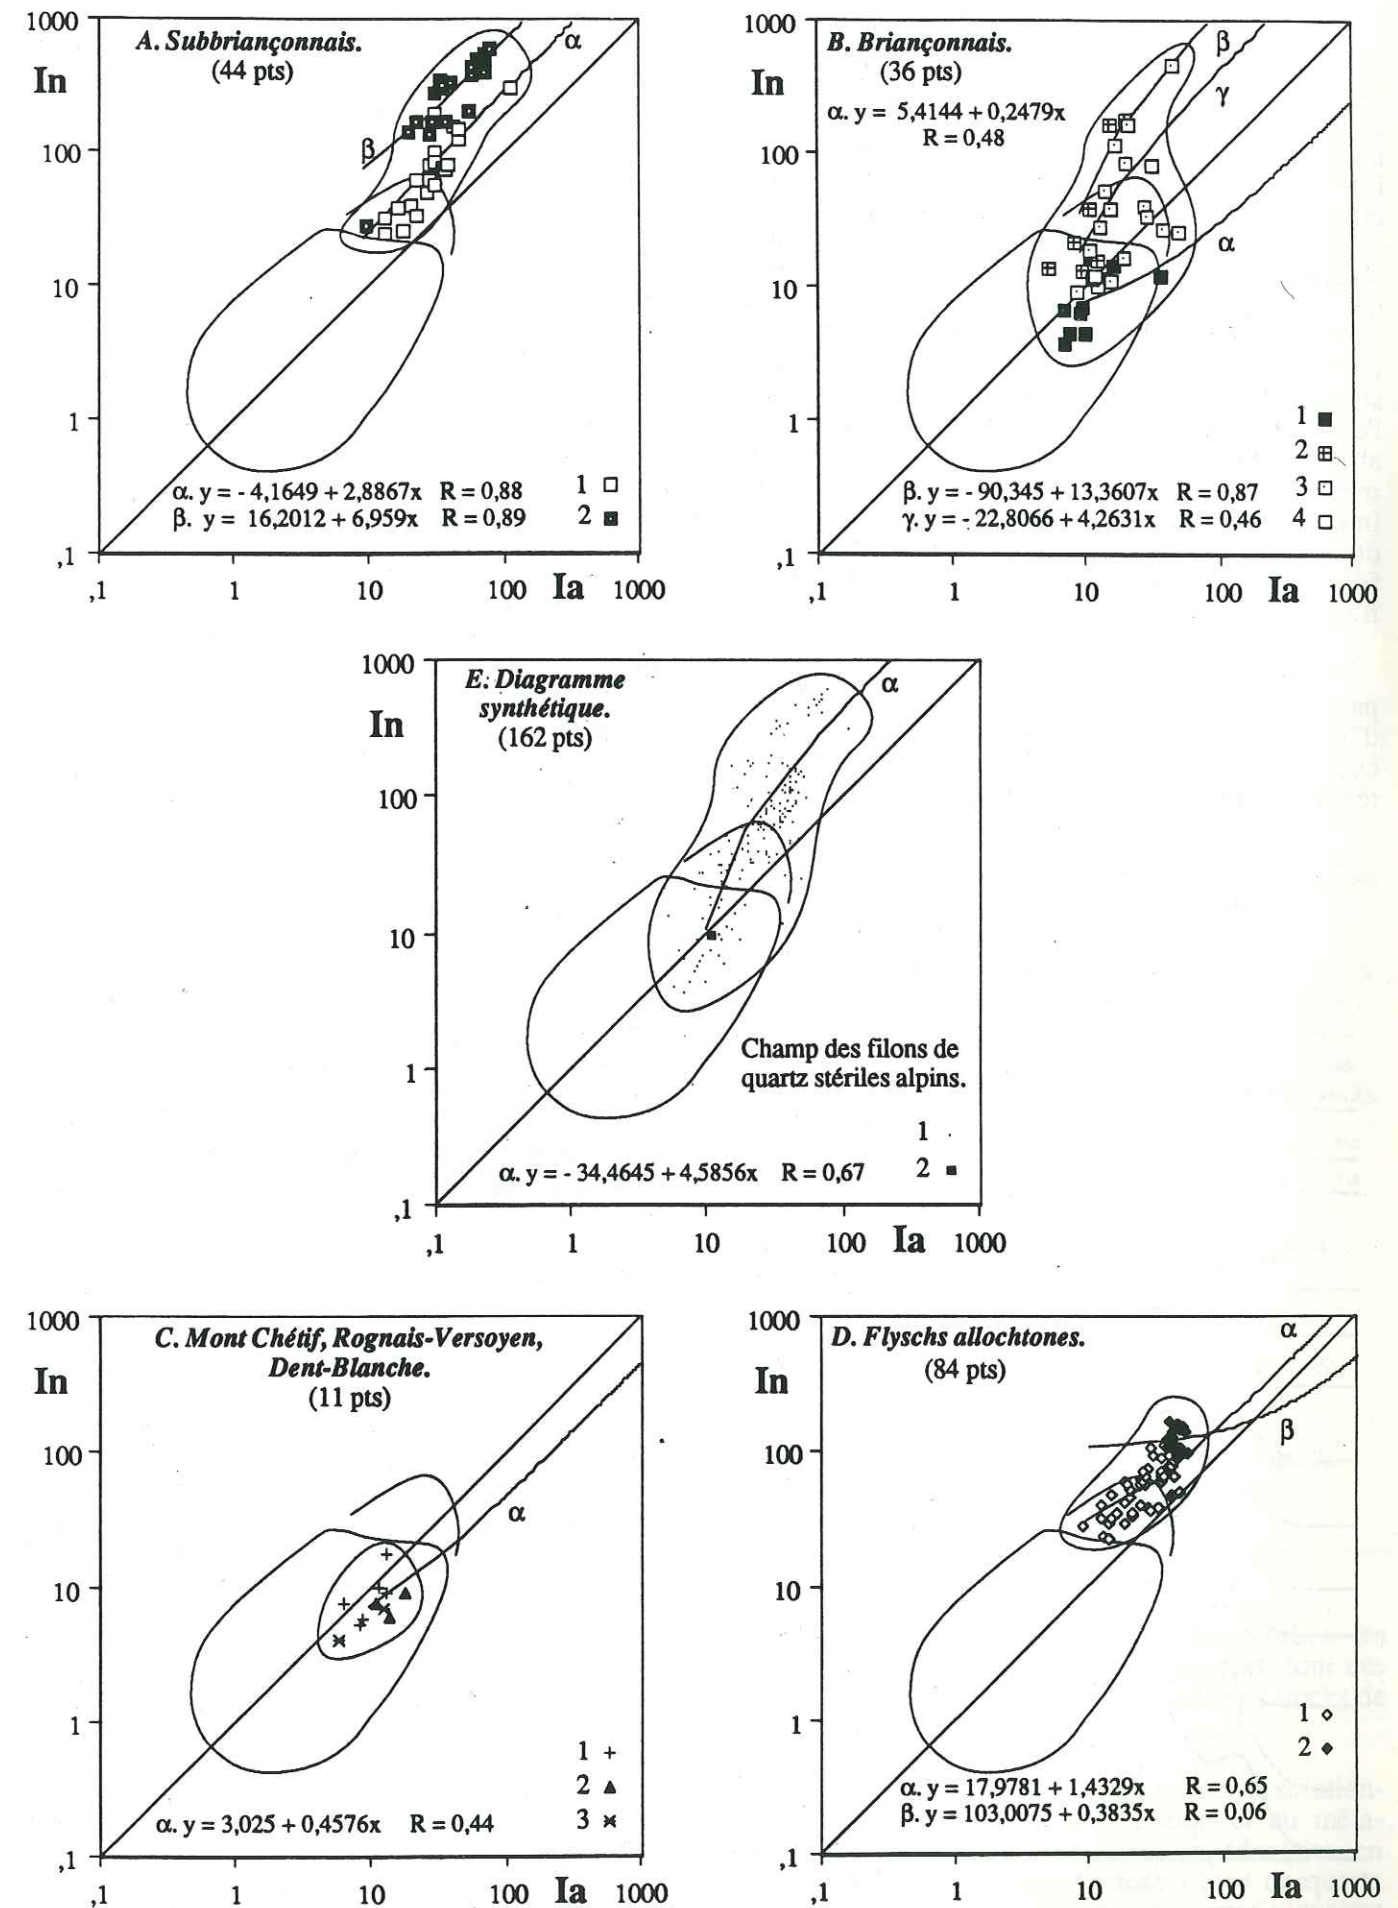 A. Subbriançonnais.
(44 pts)
In
1000
100
10
1
,1
α
β
α. y = - 4,1649 + 2,8867x R = 0,88
β. y = 16,2012 + 6,959x R = 0,89
1
2
,1 1 10 100 Ia 1000
B. Briançonnais.
(36 pts)
In
1000
100
10
1
,1
α. y = 5,4144 + 0,2479x
R = 0,48
β
γ
α
1
2
3
4
β. y = - 90,345 + 13,3607x R = 0,87
γ. y = - 22,8066 + 4,2631x R = 0,46
,1 1 10 100 Ia 1000
E. Diagramme
synthétique.
(162 pts)
In
1000
100
10
1
,1
α
Champ des filons de
quartz stériles alpins.
1
2
α. y = - 34,4645 + 4,5856x R = 0,67
,1 1 10 100 Ia 1000
C. Mont Chétif, Rognais-Versoyen,
Dent-Blanche.
(11 pts)
In
1000
100
10
1
,1
α
1
2
3
α. y = 3,025 + 0,4576x R = 0,44
,1 1 10 100 Ia 1000
D. Flyschs allochtones.
(84 pts)
In
1000
100
10
1
,1
α
β
1
2
α. y = 17,9781 + 1,4329x R = 0,65
β. y = 103,0075 + 0,3835x R = 0,06
,1 1 10 100 Ia 1000